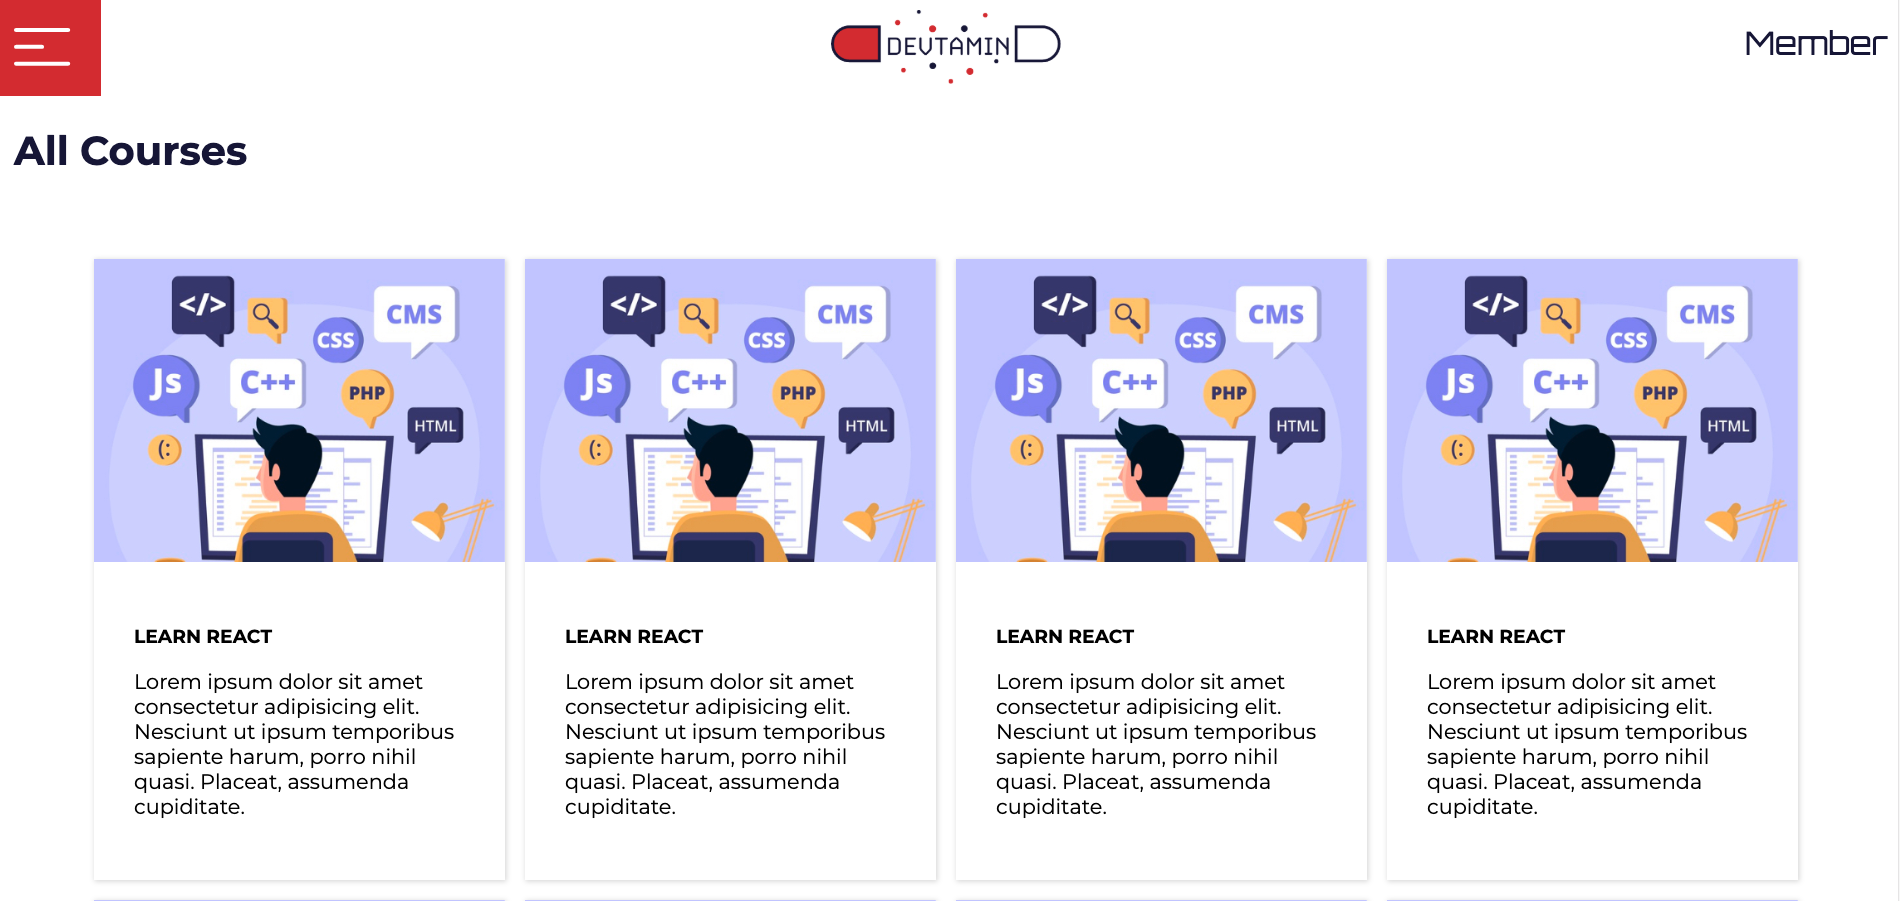 DEVTAMIN
Member
All Courses
</>
CMS
CSS
Js
C++
PHP
HTML
(:
</>
CMS
CSS
Js
C++
PHP
HTML
(:
</>
CMS
CSS
Js
C++
PHP
HTML
(:
</>
CMS
CSS
Js
C++
PHP
HTML
(:
LEARN REACT
Lorem ipsum dolor sit amet
consectetur adipisicing elit.
Nesciunt ut ipsum temporibus
sapiente harum, porro nihil
quasi. Placeat, assumenda
cupiditate.
LEARN REACT
Lorem ipsum dolor sit amet
consectetur adipisicing elit.
Nesciunt ut ipsum temporibus
sapiente harum, porro nihil
quasi. Placeat, assumenda
cupiditate.
LEARN REACT
Lorem ipsum dolor sit amet
consectetur adipisicing elit.
Nesciunt ut ipsum temporibus
sapiente harum, porro nihil
quasi. Placeat, assumenda
cupiditate.
LEARN REACT
Lorem ipsum dolor sit amet
consectetur adipisicing elit.
Nesciunt ut ipsum temporibus
sapiente harum, porro nihil
quasi. Placeat, assumenda
cupiditate.